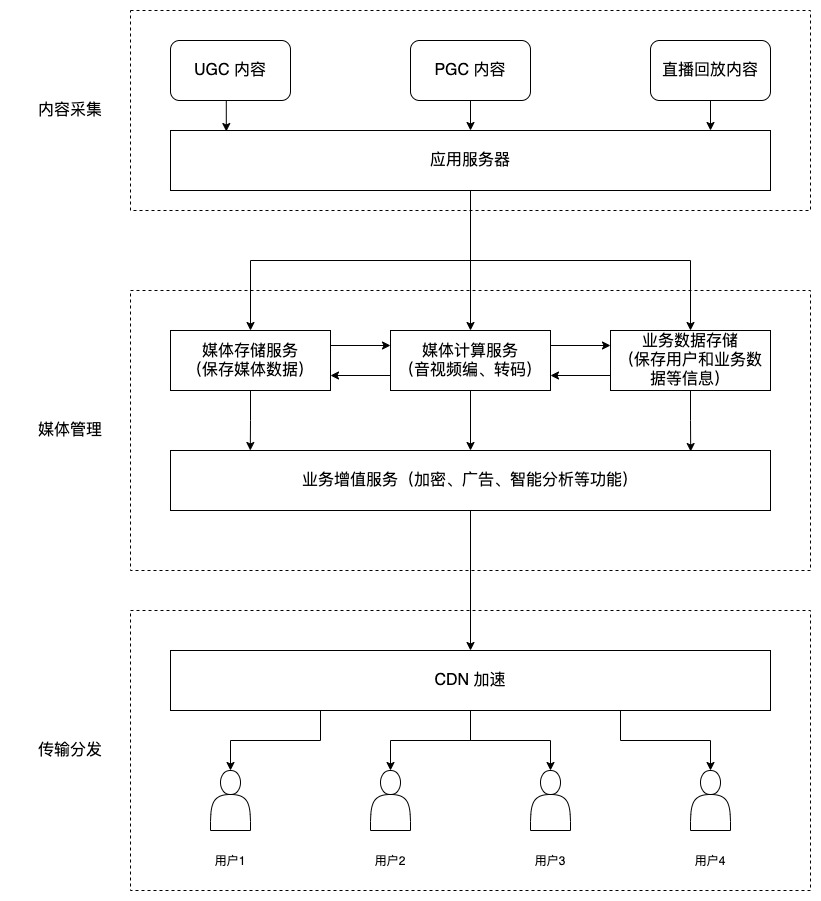 UGC 内容
PGC 内容
直播回放内容
内容采集
应用服务器
媒体存储服务
（保存媒体数据）
媒体计算服务
（音视频编、转码）
业务数据存储
（保存用户和业务数
据等信息）
媒体管理
业务增值服务（加密、广告、智能分析等功能）
CDN 加速
传输分发
用户1
用户2
用户3
用户4